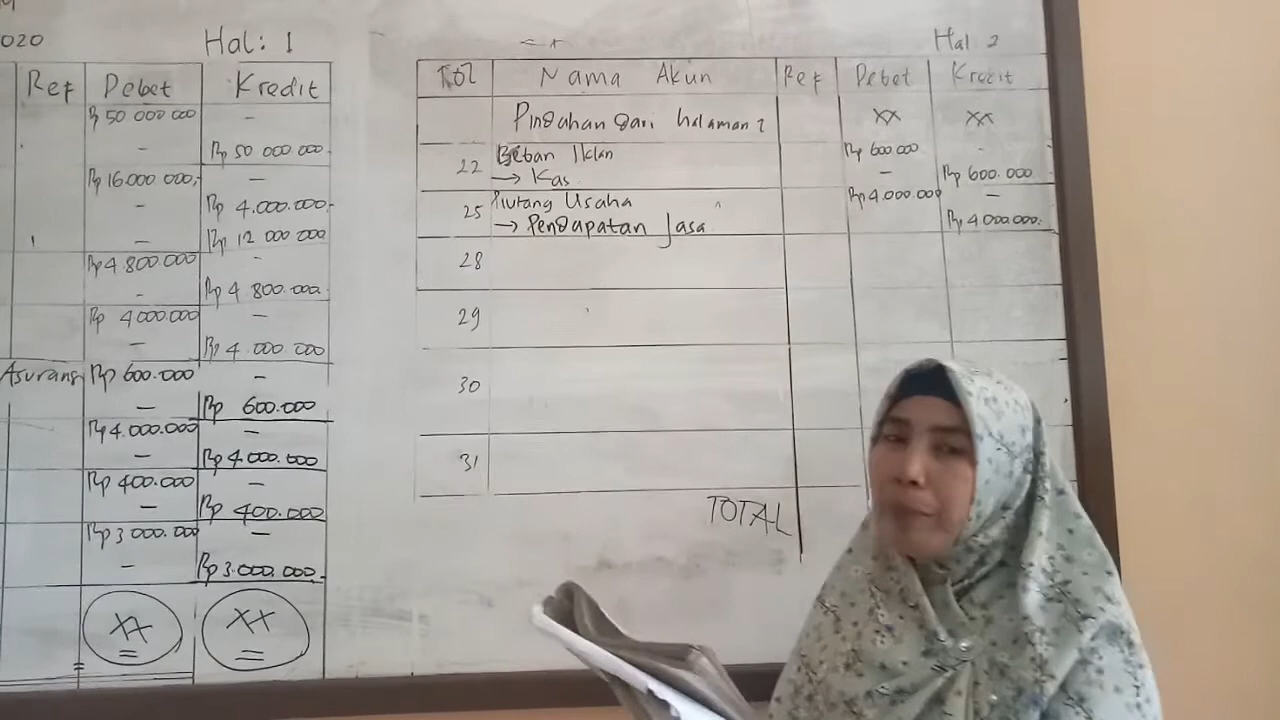 2020
Hal: 1
Ref Debet Kredit
Rp 50 000 000 -
- Rp 50 000 000
Rp 16.000 000,- -
- Rp 4.000.000,-
- Rp 12 000 000
Rp 4 800 000 -
- Rp 4 800.000
Rp 4 000 000 -
- Rp 4 000 000
Asuransi Rp 600.000 -
- Rp 600.000
Rp 4.000.000 -
- Rp 4.000.000
Rp 400.000 -
- Rp 400.000
Rp 3 000.000 -
- Rp 3.000.000,-
XX XX
Hal 2
Tgl Nama Akun Ref Debet Kredit
Pindahan dari halaman 1 XX XX
22 Beban Iklan Rp 600.000 -
→ Kas - Rp 600.000
25 Piutang Usaha Rp 4.000.000 -
→ Pendapatan Jasa Rp 4.000.000,-
28
29
30
31
TOTAL